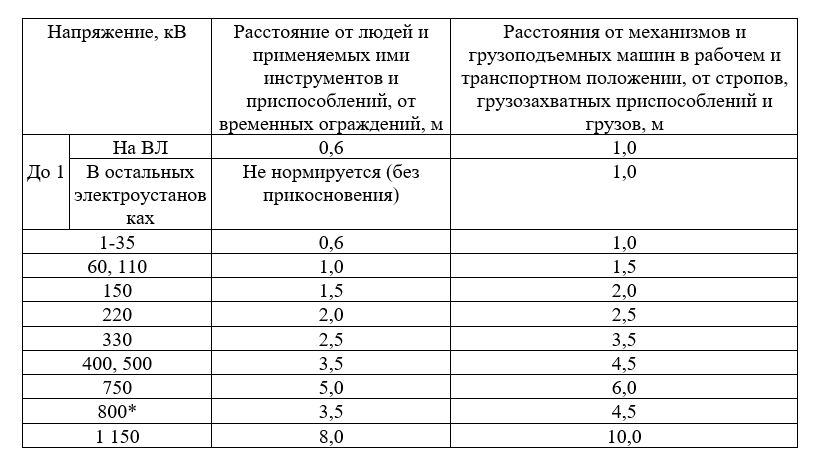 Напряжение, кВ
Расстояние от людей и
применяемых ими
инструментов и
приспособлений, от
временных ограждений, м
Расстояния от механизмов и
грузоподъемных машин в рабочем и
транспортном положении, от стропов,
грузозахватных приспособлений и
грузов, м
До 1
На ВЛ
0,6
1,0
В остальных
электроустанов
ках
Не нормируется (без
прикосновения)
1,0
1-35
0,6
1,0
60, 110
1,0
1,5
150
1,5
2,0
220
2,0
2,5
330
2,5
3,5
400, 500
3,5
4,5
750
5,0
6,0
800*
3,5
4,5
1 150
8,0
10,0